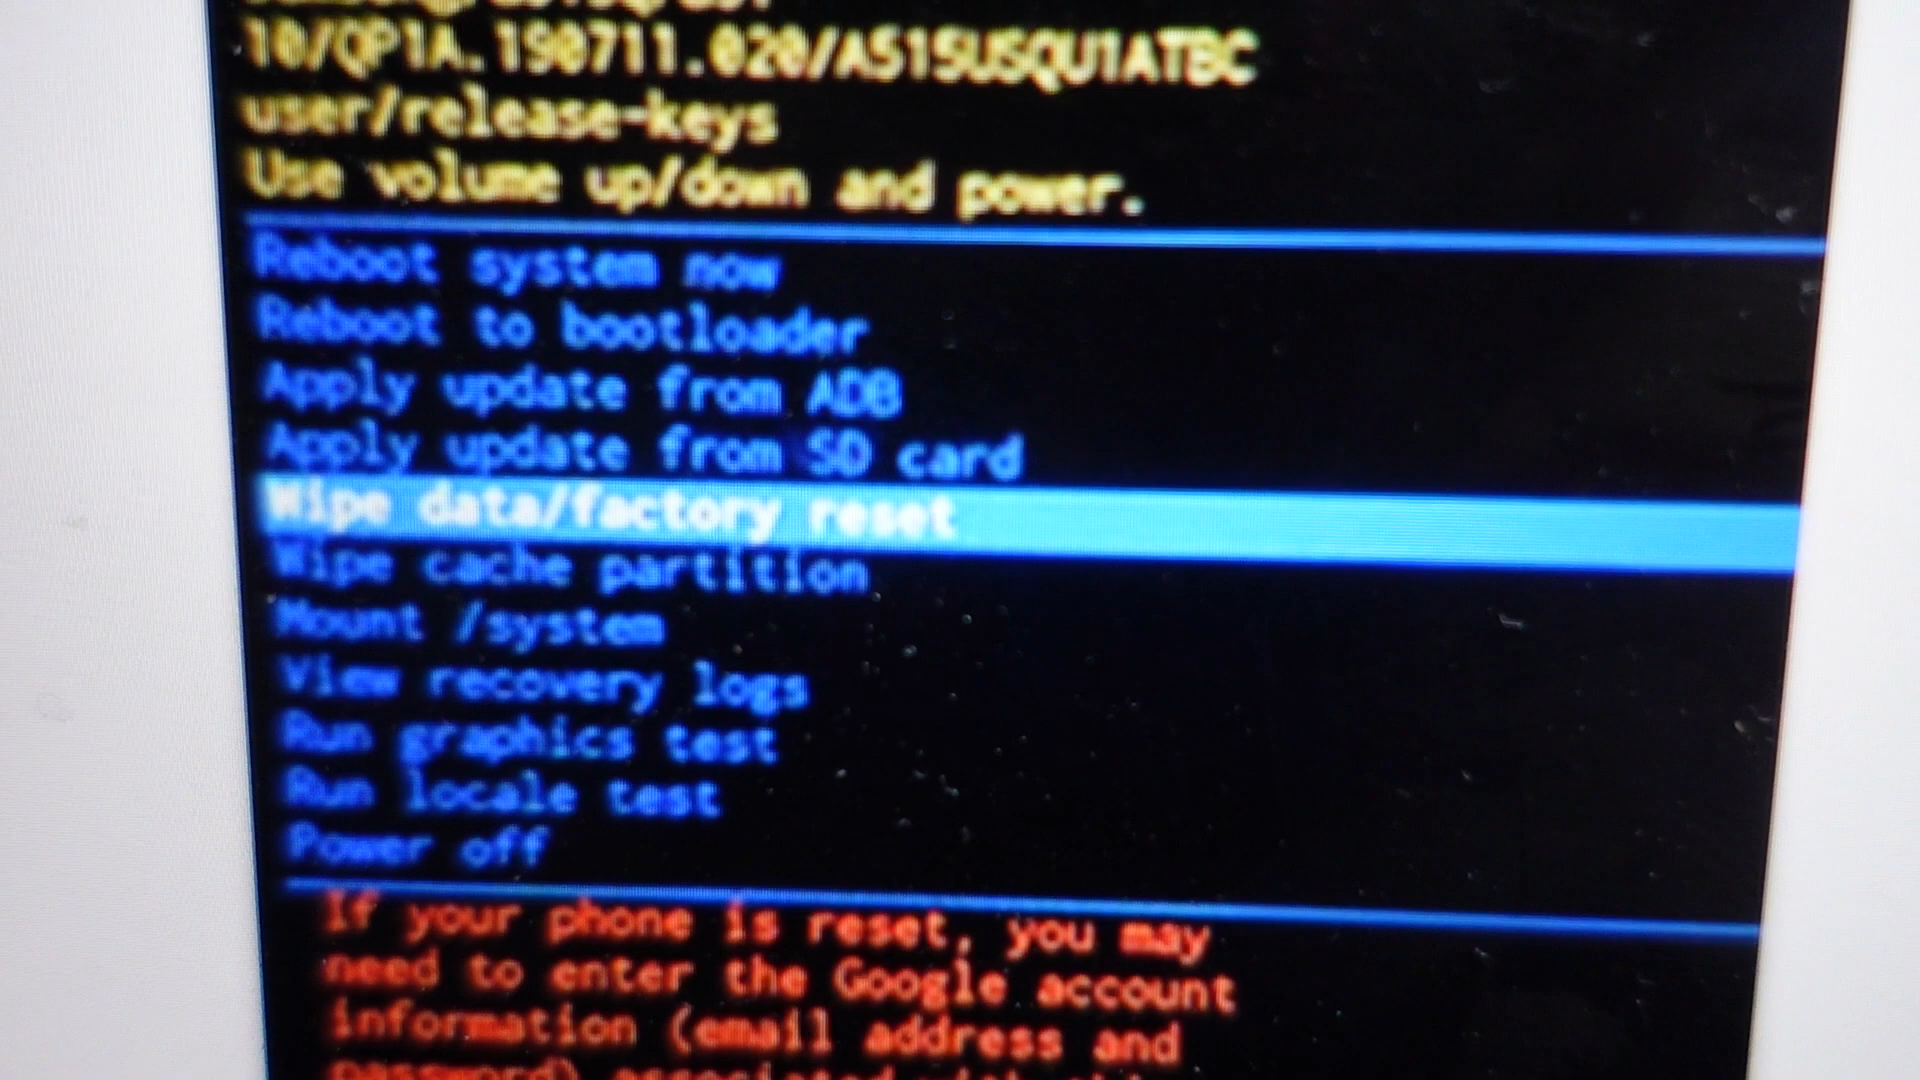 10/QP1A.190711.020/A515USQU1ATBC
user/release-keys
Use volume up/down and power.
Reboot system now
Reboot to bootloader
Apply update from ADB
Apply update from SD card
Wipe data/factory reset
Wipe cache partition
Mount /system
View recovery logs
Run graphics test
Run locale test
Power off
If your phone is reset, you may
need to enter the Google account
information (email address and
password) associated with